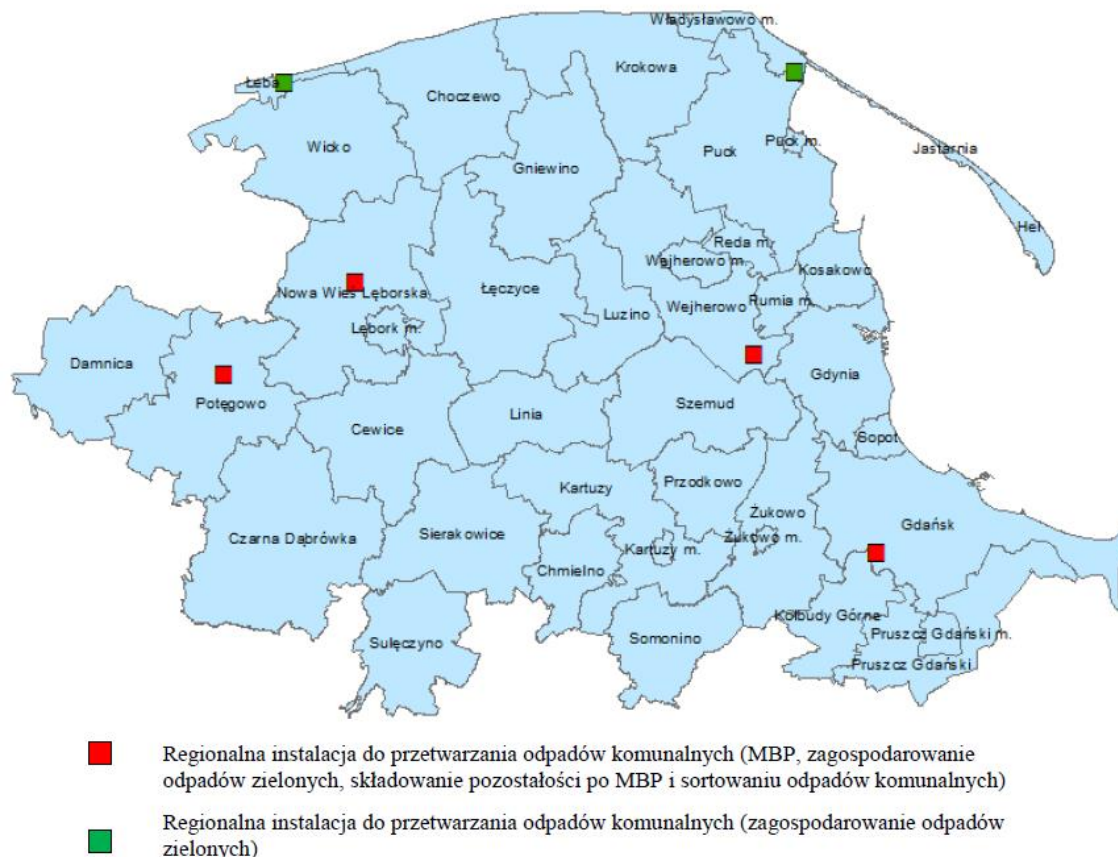 Władysławowo m.
Łeba
Krokowa
Choczewo
Wicko
Puck
Puck m.
Jastarnia
Gniewino
Hel
Reda m.
Wejherowo m.
Kosakowo
Nowa Wieś Lęborska
Łęczyce
Luzino
Wejherowo
Rumia m.
Lębork m.
Damnica
Gdynia
Potęgowo
Linia
Szemud
Cewice
Sopot
Kartuzy
Przodkowo
Żukowo
Gdańsk
Czarna Dąbrówka
Sierakowice
Żukowo m.
Kartuzy m.
Chmielno
Kolbudy Górne
Sulęczyno
Somonino
Pruszcz Gdański m.
Pruszcz Gdański
Regionalna instalacja do przetwarzania odpadów komunalnych (MBP, zagospodarowanie
odpadów zielonych, składowanie pozostałości po MBP i sortowaniu odpadów komunalnych)
Regionalna instalacja do przetwarzania odpadów komunalnych (zagospodarowanie odpadów
zielonych)